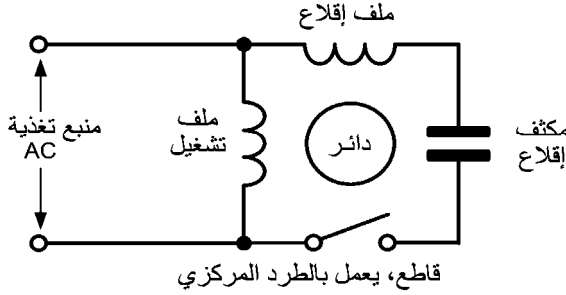 ملف إقلاع
منبع تغذية
AC
ملف
تشغيل
دائر
مكثف
إقلاع
قاطع، يعمل بالطرد المركزي